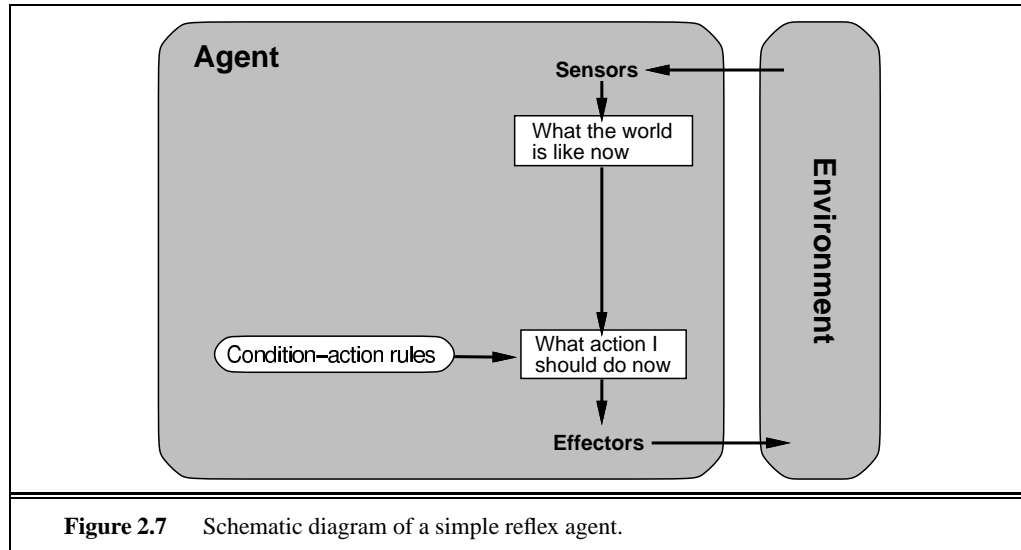 Agent
Sensors
What the world
is like now
Environment
Condition–action rules
What action I
should do now
Effectors
Figure 2.7 Schematic diagram of a simple reflex agent.